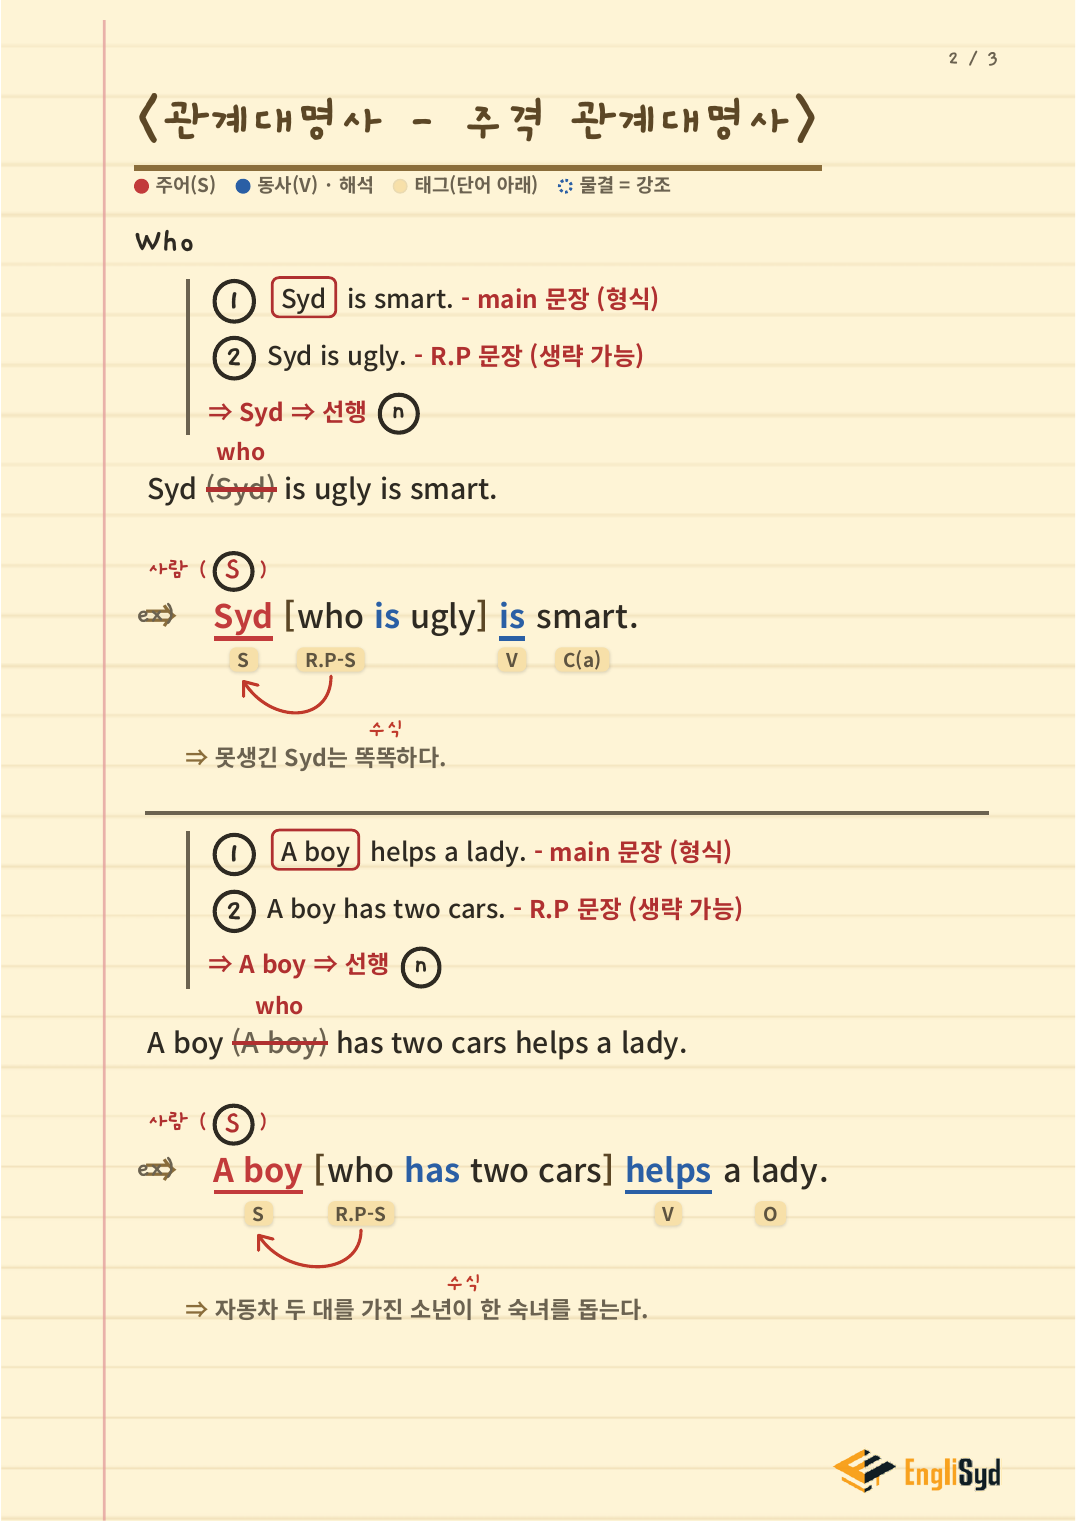 2 / 3
<관계대명사 - 주격 관계대명사>
주어(S) 동사(V) · 해석 태그(단어 아래) 물결 = 강조
Who
1 Syd is smart. - main 문장 (형식)
2 Syd is ugly. - R.P 문장 (생략 가능)
⇒ Syd ⇒ 선행 n
who
Syd (Syd) is ugly is smart.
사람 ( S )
⇒ Syd [who is ugly] is smart.
S R.P-S V C(a)
수식
⇒ 못생긴 Syd는 똑똑하다.
1 A boy helps a lady. - main 문장 (형식)
2 A boy has two cars. - R.P 문장 (생략 가능)
⇒ A boy ⇒ 선행 n
who
A boy (A boy) has two cars helps a lady.
사람 ( S )
⇒ A boy [who has two cars] helps a lady.
S R.P-S V O
수식
⇒ 자동차 두 대를 가진 소년이 한 숙녀를 돕는다.
EngliSyd